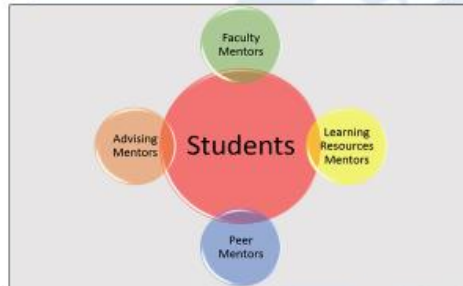 Faculty
Mentors
Advising
Mentors
Students
Learning
Resources
Mentors
Peer
Mentors